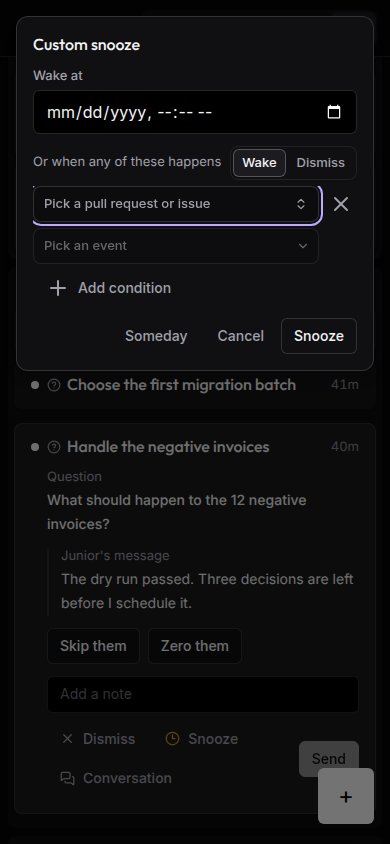 Custom snooze
Wake at
mm/dd/yyyy, --:-- --
Or when any of these happens
Wake
Dismiss
Pick a pull request or issue
Pick an event
Add condition
Someday
Cancel
Snooze
Choose the first migration batch
41m
Handle the negative invoices
40m
Question
What should happen to the 12 negative
invoices?
Junior's message
The dry run passed. Three decisions are left
before I schedule it.
Skip them
Zero them
Add a note
Dismiss
Snooze
Send
Conversation
+